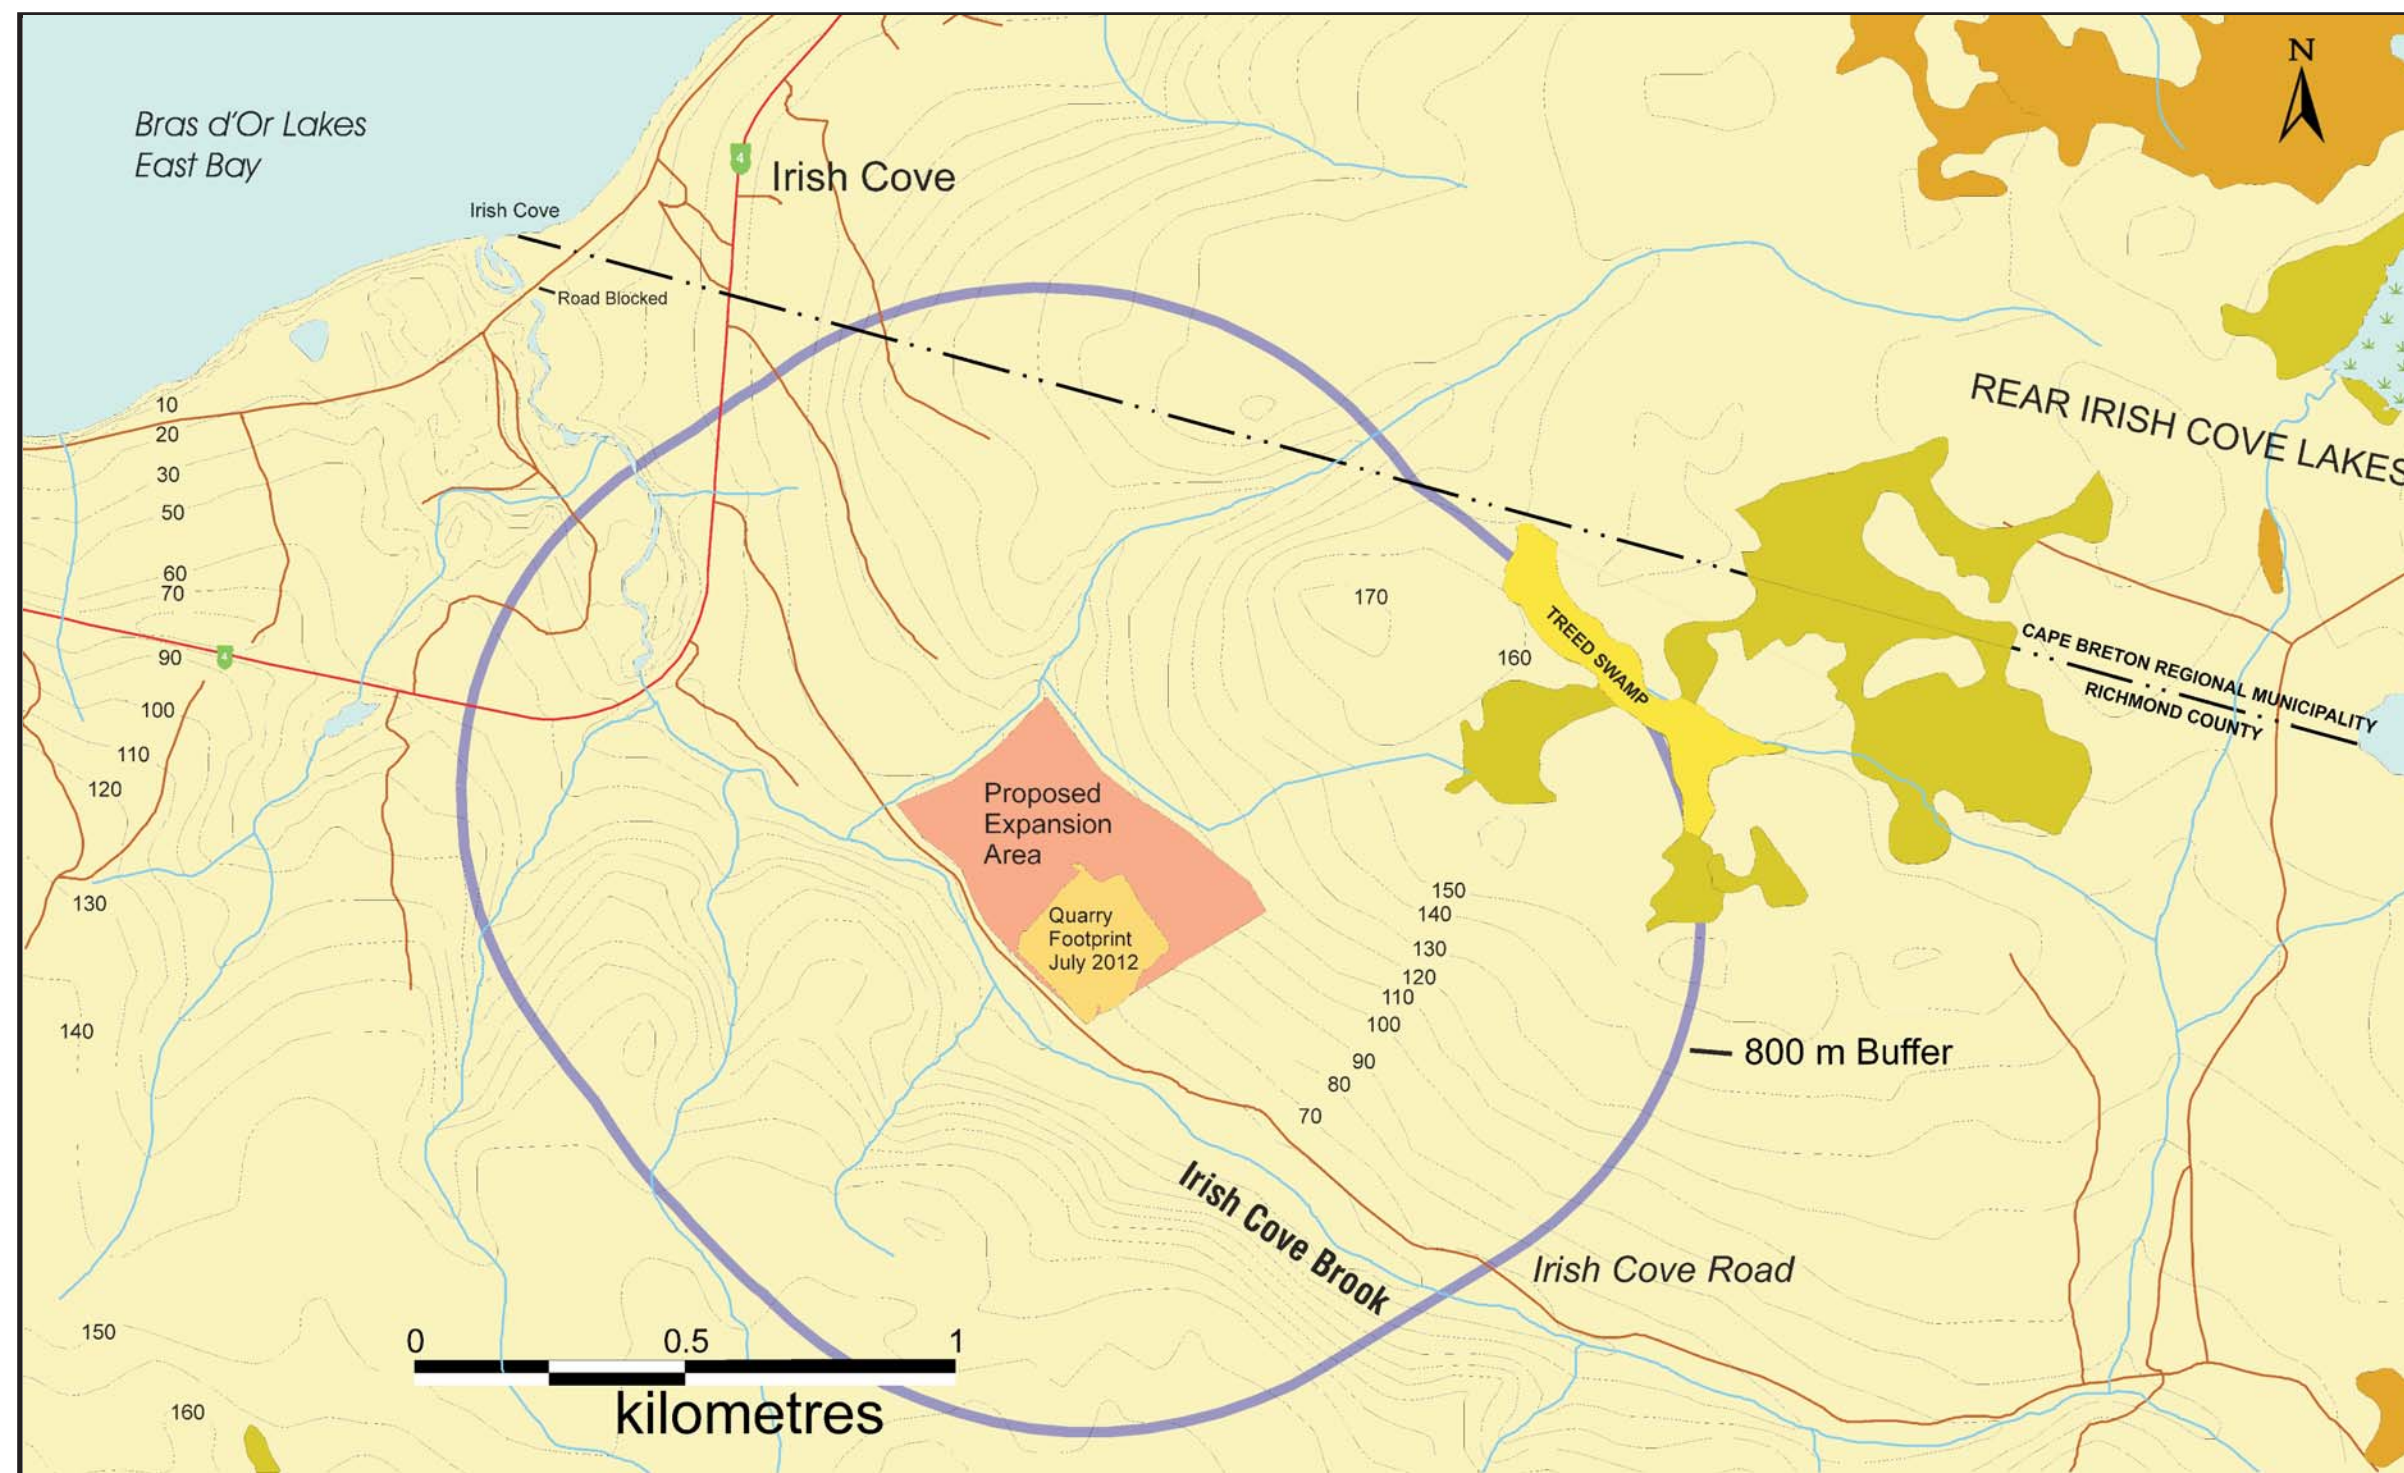 N
Bras d'Or Lakes
East Bay
4
Irish Cove
Irish Cove
Road Blocked
REAR IRISH COVE LAKES
10
20
30
50
60
70
90
100
110
120
130
140
150
160
4
170
160
TREED SWAMP
CAPE BRETON REGIONAL MUNICIPALITY
RICHMOND COUNTY
Proposed
Expansion
Area
Quarry
Footprint
July 2012
150
140
130
120
110
100
90
80
70
800 m Buffer
Irish Cove Brook
Irish Cove Road
0 0.5 1
kilometres